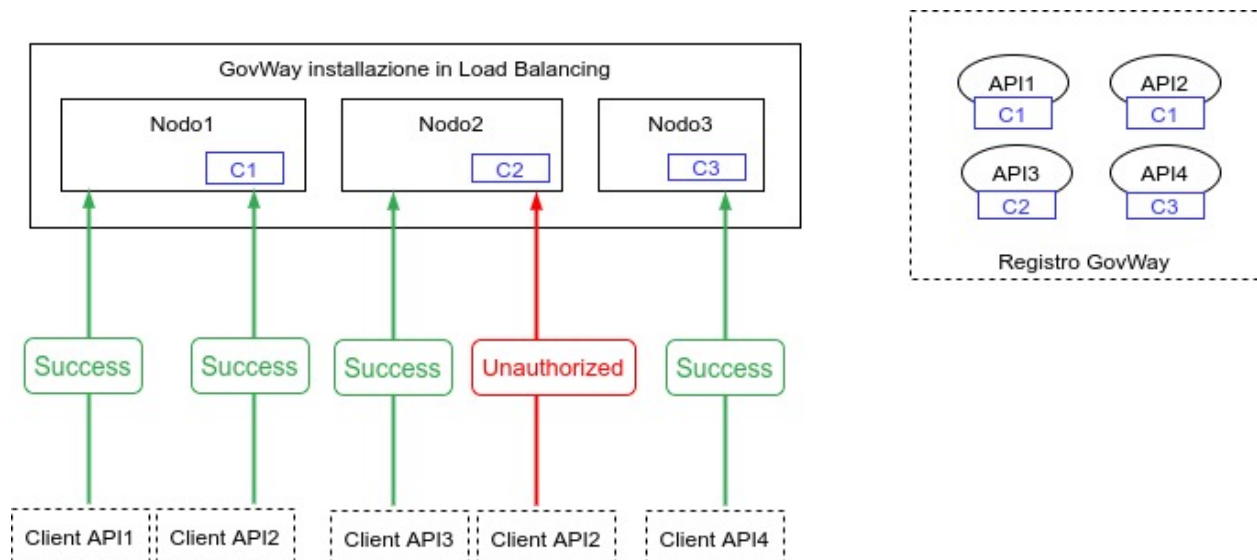 GovWay installazione in Load Balancing
Nodo1
C1
Nodo2
C2
Nodo3
C3
Success
Success
Success
Unauthorized
Success
Client API1
Client API2
Client API3
Client API2
Client API4
API1
C1
API2
C1
API3
C2
API4
C3
Registro GovWay